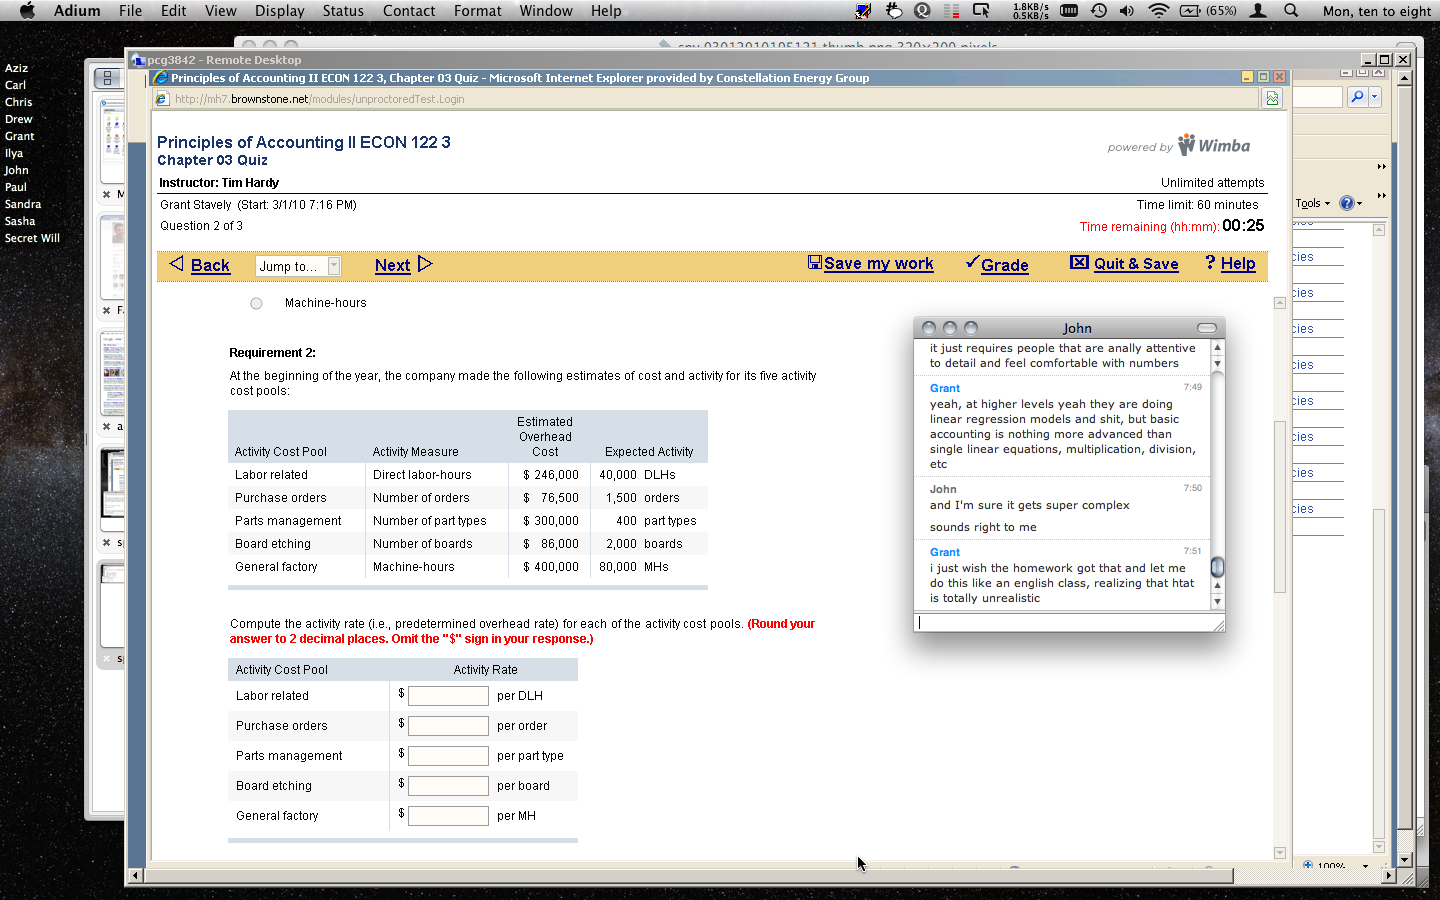 Adium File Edit View Display Status Contact Format Window Help
1.8KB/s
0.5KB/s
(65%)
Mon, ten to eight
Aziz
Carl
Chris
Drew
Grant
Ilya
John
Paul
Sandra
Sasha
Secret Will
pcg3842 - Remote Desktop
Principles of Accounting II ECON 122 3, Chapter 03 Quiz - Microsoft Internet Explorer provided by Constellation Energy Group
http://mh7.brownstone.net/modules/unproctoredTest.Login
Principles of Accounting II ECON 122 3
Chapter 03 Quiz
powered by Wimba
Instructor: Tim Hardy
Unlimited attempts
Grant Stavely (Start: 3/1/10 7:16 PM)
Time limit: 60 minutes
Question 2 of 3
Time remaining (hh:mm): 00:25
Back Jump to... Next Save my work Grade Quit & Save ? Help
Machine-hours
Requirement 2:
At the beginning of the year, the company made the following estimates of cost and activity for its five activity
cost pools:
Estimated
Overhead
Activity Cost Pool Activity Measure Cost Expected Activity
Labor related Direct labor-hours $ 246,000 40,000 DLHs
Purchase orders Number of orders $ 76,500 1,500 orders
Parts management Number of part types $ 300,000 400 part types
Board etching Number of boards $ 86,000 2,000 boards
General factory Machine-hours $ 400,000 80,000 MHs
Compute the activity rate (i.e., predetermined overhead rate) for each of the activity cost pools. (Round your
answer to 2 decimal places. Omit the "$" sign in your response.)
Activity Cost Pool Activity Rate
Labor related $ per DLH
Purchase orders $ per order
Parts management $ per part type
Board etching $ per board
General factory $ per MH
John
it just requires people that are anally attentive
to detail and feel comfortable with numbers
Grant 7:49
yeah, at higher levels yeah they are doing
linear regression models and shit, but basic
accounting is nothing more advanced than
single linear equations, multiplication, division,
etc
John 7:50
and I'm sure it gets super complex
sounds right to me
Grant 7:51
i just wish the homework got that and let me
do this like an english class, realizing that htat
is totally unrealistic
Tools
cies
cies
cies
cies
cies
cies
cies
100%